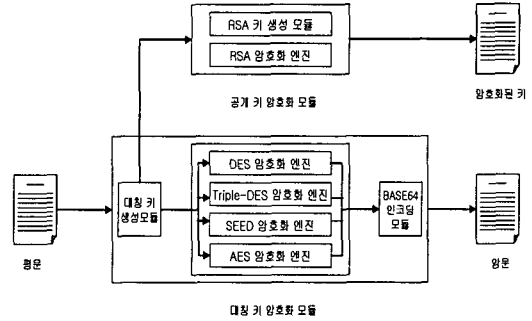 RSA 키 생성 모듈
RSA 암호화 엔진
공개 키 암호화 모듈
암호화된 키
DES 암호화 엔진
Triple-DES 암호화 엔진
SEED 암호화 엔진
AES 암호화 엔진
대칭 키
생성모듈
BASE64
인코딩
모듈
평문
암문
대칭 키 암호화 모듈